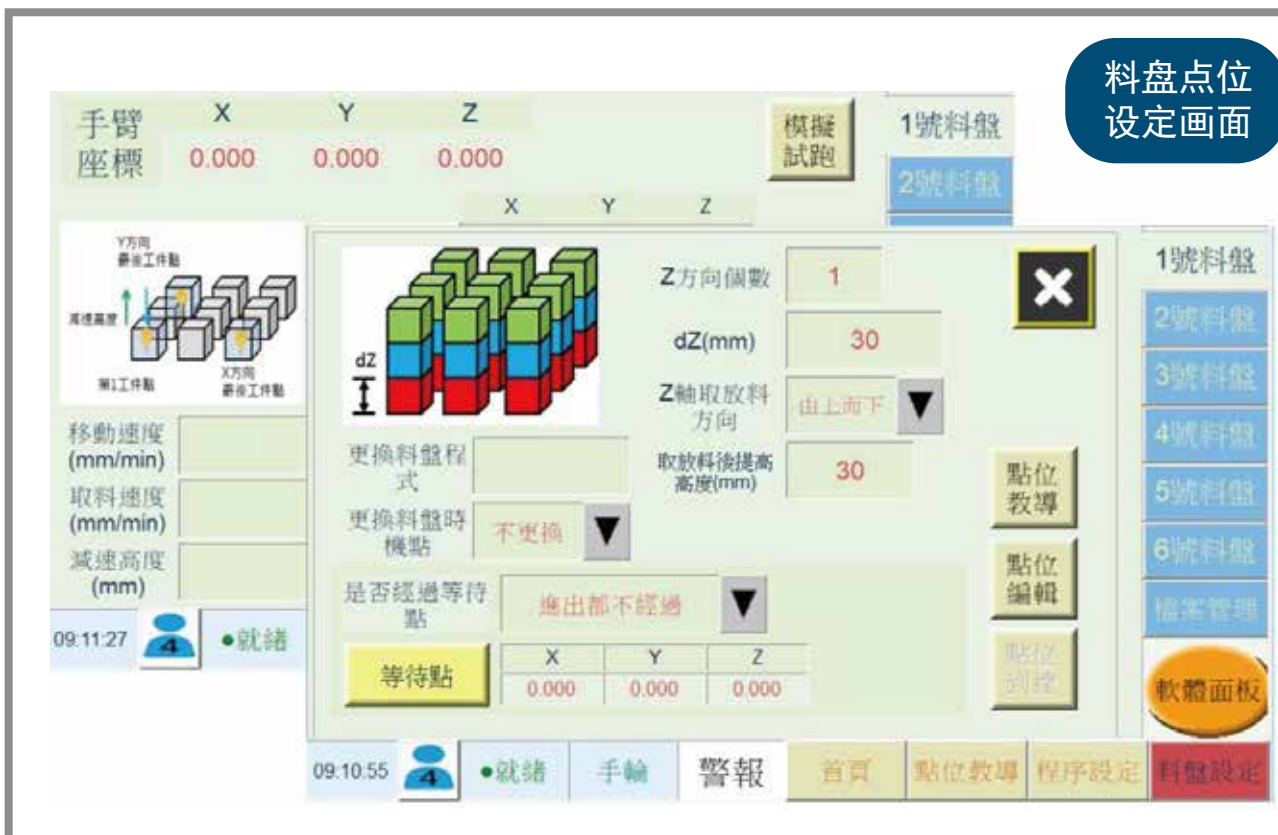 料盘点位
设定画面
手臂
座標
X Y Z
0.000 0.000 0.000
模擬
試跑
1號料盤
2號料盤
X Y Z
Y方向
最後工件點
減速高度
第1工件點
X方向
最後工件點
移動速度
(mm/min)
取料速度
(mm/min)
減速高度
(mm)
09:11:27
4
●就緒
dZ
Z方向個數
1
dZ(mm)
30
Z軸取放料
方向
由上而下
▼
取放料後提高
高度(mm)
30
更換料盤程
式
更換料盤時
機點
不更換
▼
是否經過等待
點
進出都不經過
▼
等待點
X Y Z
0.000 0.000 0.000
點位
教導
點位
編輯
點位
到達
1號料盤
2號料盤
3號料盤
4號料盤
5號料盤
6號料盤
檔案管理
軟體面板
09:10:55
4
●就緒
手輪
警報
首頁
點位教導
程序設定
料盤設定